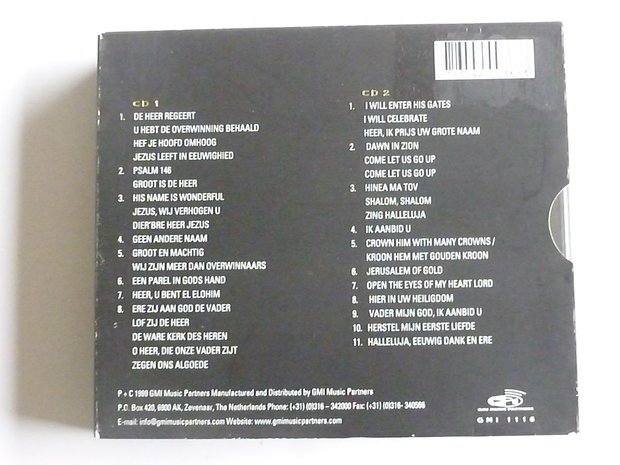 CD 1
1. DE HEER REGEERT
U HEBT DE OVERWINNING BEHAALD
HEF JE HOOFD OMHOOG
JEZUS LEEFT IN EEUWIGHIED
2. PSALM 146
GROOT IS DE HEER
3. HIS NAME IS WONDERFUL
JEZUS, WIJ VERHOGEN U
DIER'BRE HEER JEZUS
4. GEEN ANDERE NAAM
5. GROOT EN MACHTIG
WIJ ZIJN MEER DAN OVERWINNAARS
6. EEN PAREL IN GODS HAND
7. HEER, U BENT EL ELOHIM
8. ERE ZIJ AAN GOD DE VADER
LOF ZIJ DE HEER
DE WARE KERK DES HEREN
O HEER, DIE ONZE VADER ZIJT
ZEGEN ONS ALGOEDE
CD 2
1. I WILL ENTER HIS GATES
I WILL CELEBRATE
HEER, IK PRIJS UW GROTE NAAM
2. DAWN IN ZION
COME LET US GO UP
COME LET US GO UP
3. HINEA MA TOV
SHALOM, SHALOM
ZING HALLELUJA
4. IK AANBID U
5. CROWN HIM WITH MANY CROWNS /
KROON HEM MET GOUDEN KROON
6. JERUSALEM OF GOLD
7. OPEN THE EYES OF MY HEART LORD
8. HIER IN UW HEILIGDOM
9. VADER MIJN GOD, IK AANBID U
10. HERSTEL MIJN EERSTE LIEFDE
11. HALLELUJA, EEUWIG DANK EN ERE
P + C 1999 GMI Music Partners Manufactured and Distributed by GMI Music Partners
P.O. Box 420, 6900 AK, Zevenaar, The Netherlands Phone: (+31) (0)316 – 342000 Fax: (+31) (0)316- 340566
E-mail: info@gmimusicpartners.com Website: www.gmimusicpartners.com
GMI MUSIC PARTNERS
GMI 1116